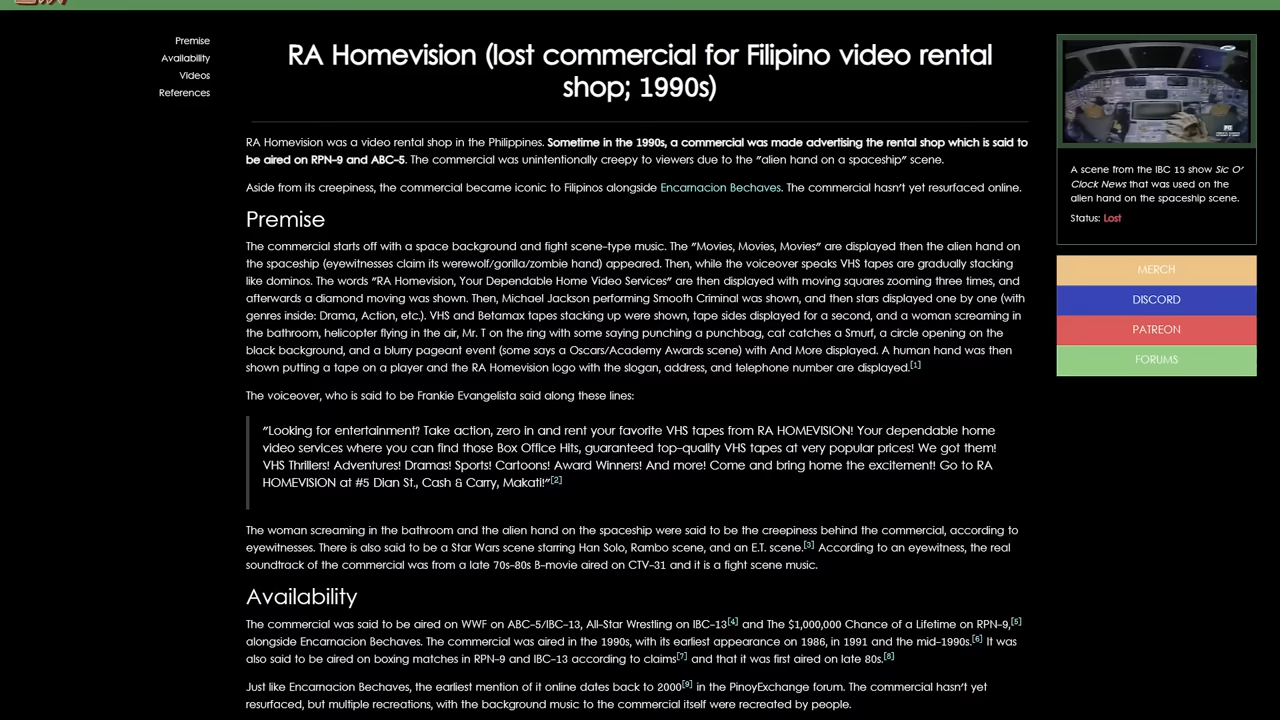 Premise
Availability
Videos
References
RA Homevision (lost commercial for Filipino video rental
shop; 1990s)
RA Homevision was a video rental shop in the Philippines. Sometime in the 1990s, a commercial was made advertising the rental shop which is said to
be aired on RPN-9 and ABC-5. The commercial was unintentionally creepy to viewers due to the "alien hand on a spaceship" scene.
Aside from its creepiness, the commercial became iconic to Filipinos alongside Encarnacion Bechaves. The commercial hasn't yet resurfaced online.
Premise
The commercial starts off with a space background and fight scene-type music. The "Movies, Movies, Movies" are displayed then the alien hand on
the spaceship (eyewitnesses claim its werewolf/gorilla/zombie hand) appeared. Then, while the voiceover speaks VHS tapes are gradually stacking
like dominos. The words "RA Homevision, Your Dependable Home Video Services" are then displayed with moving squares zooming three times, and
afterwards a diamond moving was shown. Then, Michael Jackson performing Smooth Criminal was shown, and then stars displayed one by one (with
genres inside: Drama, Action, etc.). VHS and Betamax tapes stacking up were shown, tape sides displayed for a second, and a woman screaming in
the bathroom, helicopter flying in the air, Mr. T on the ring with some saying punching a punchbag, cat catches a Smurf, a circle opening on the
black background, and a blurry pageant event (some says a Oscars/Academy Awards scene) with And More displayed. A human hand was then
shown putting a tape on a player and the RA Homevision logo with the slogan, address, and telephone number are displayed.[1]
The voiceover, who is said to be Frankie Evangelista said along these lines:
"Looking for entertainment? Take action, zero in and rent your favorite VHS tapes from RA HOMEVISION! Your dependable home
video services where you can find those Box Office Hits, guaranteed top-quality VHS tapes at very popular prices! We got them!
VHS Thrillers! Adventures! Dramas! Sports! Cartoons! Award Winners! And more! Come and bring home the excitement! Go to RA
HOMEVISION at #5 Dian St., Cash & Carry, Makati!"[2]
The woman screaming in the bathroom and the alien hand on the spaceship were said to be the creepiness behind the commercial, according to
eyewitnesses. There is also said to be a Star Wars scene starring Han Solo, Rambo scene, and an E.T. scene.[3] According to an eyewitness, the real
soundtrack of the commercial was from a late 70s-80s B-movie aired on CTV-31 and it is a fight scene music.
Availability
The commercial was said to be aired on WWF on ABC-5/IBC-13, All-Star Wrestling on IBC-13[4] and The $1,000,000 Chance of a Lifetime on RPN-9,[5]
alongside Encarnacion Bechaves. The commercial was aired in the 1990s, with its earliest appearance on 1986, in 1991 and the mid-1990s.[6] It was
also said to be aired on boxing matches in RPN-9 and IBC-13 according to claims[7] and that it was first aired on late 80s.[8]
Just like Encarnacion Bechaves, the earliest mention of it online dates back to 2000[9] in the PinoyExchange forum. The commercial hasn't yet
resurfaced, but multiple recreations, with the background music to the commercial itself were recreated by people.
A scene from the IBC 13 show Sic O'
Clock News that was used on the
alien hand on the spaceship scene.
Status: Lost
MERCH
DISCORD
PATREON
FORUMS